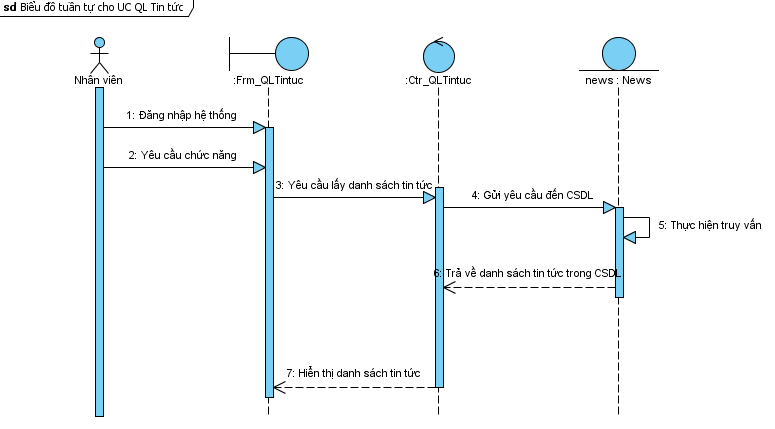 sd Biểu đồ tuần tự cho UC QL Tin tức
Nhân viên
:Frm_QLTintuc
:Ctr_QLTintuc
news : News
1: Đăng nhập hệ thống
2: Yêu cầu chức năng
3: Yêu cầu lấy danh sách tin tức
4: Gửi yêu cầu đến CSDL
5: Thực hiện truy vấn
6: Trả về danh sách tin tức trong CSDL
7: Hiển thị danh sách tin tức